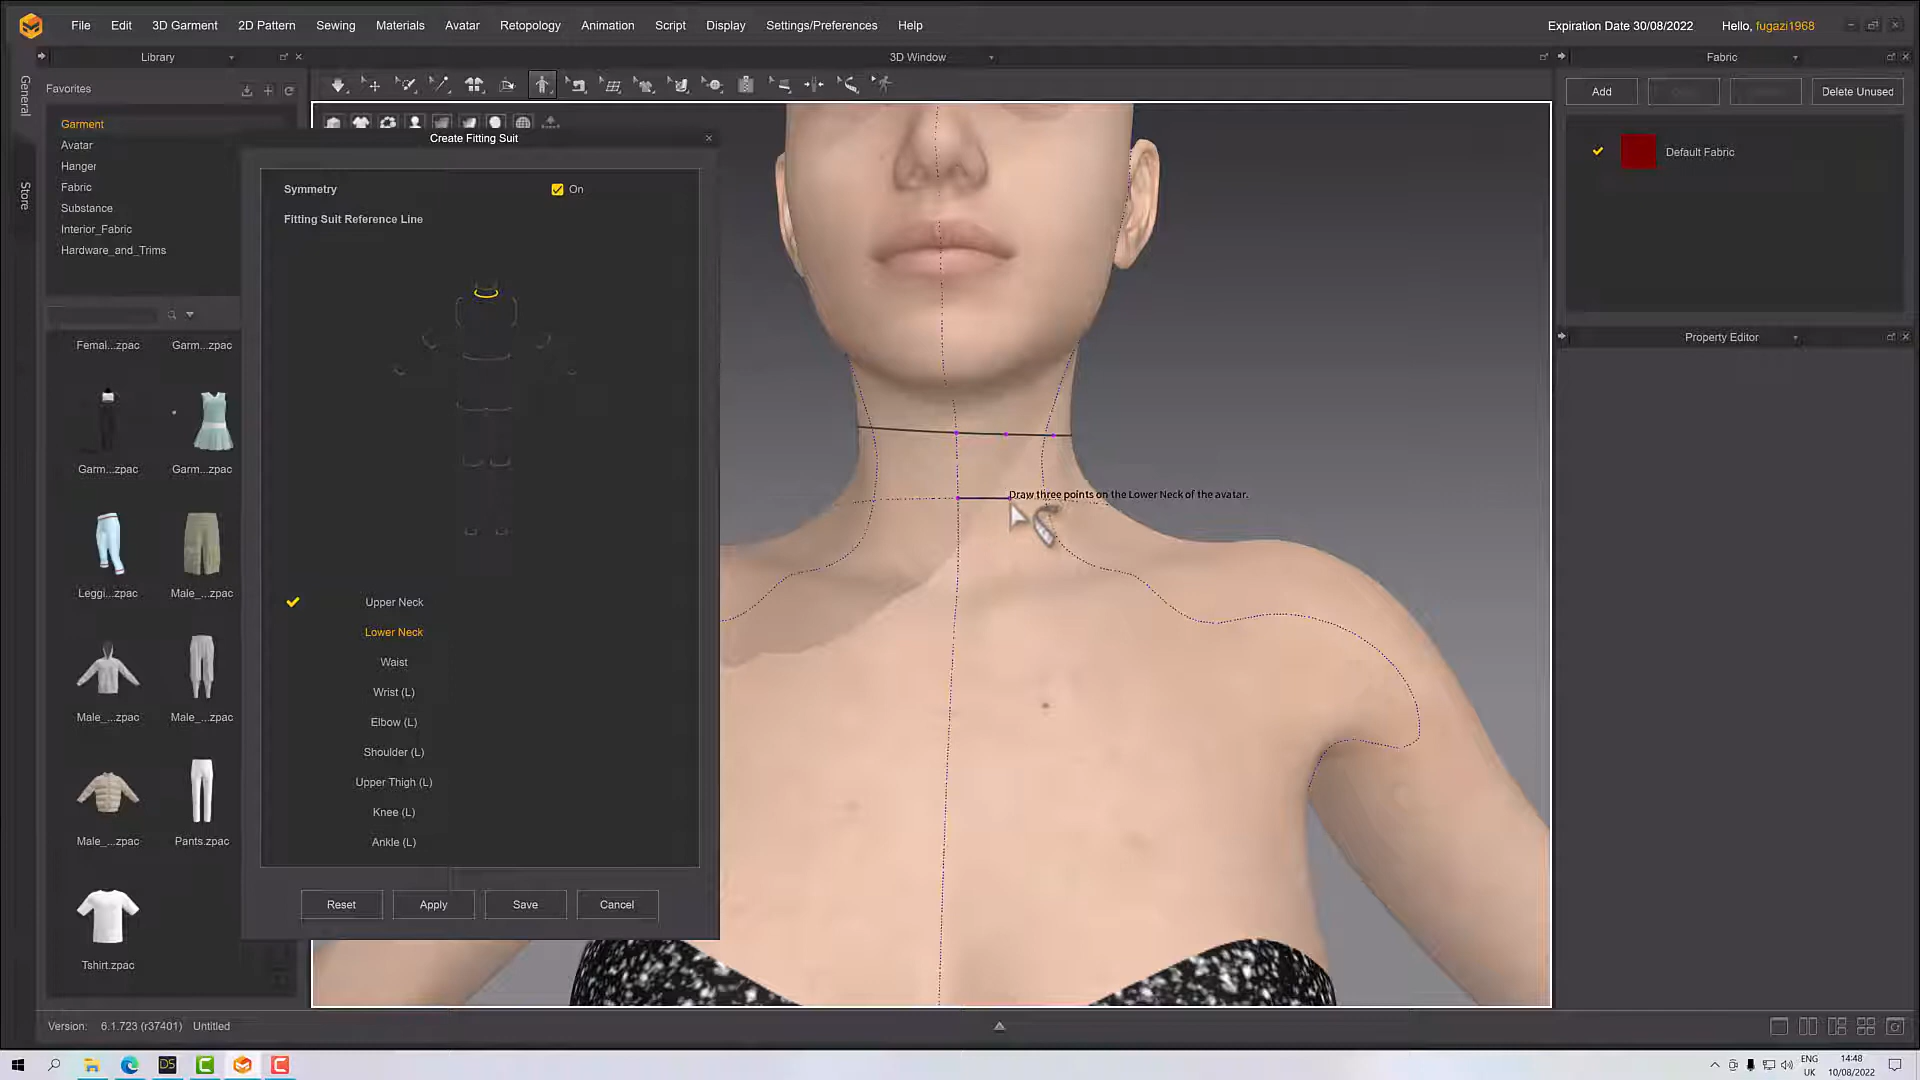 File Edit 3D Garment 2D Pattern Sewing Materials Avatar Retopology Animation Script Display Settings/Preferences Help Expiration Date 30/08/2022 Hello, fugazi1968
Library 3D Window Fabric
General
Store
Favorites
Garment
Avatar
Hanger
Fabric
Substance
Interior_Fabric
Hardware_and_Trims
Femal...zpac Garm...zpac
Garm...zpac Garm...zpac
Leggi...zpac Male_...zpac
Male_...zpac Male_...zpac
Male_...zpac Pants.zpac
Tshirt.zpac
Create Fitting Suit
Symmetry On
Fitting Suit Reference Line
Upper Neck
Lower Neck
Waist
Wrist (L)
Elbow (L)
Shoulder (L)
Upper Thigh (L)
Knee (L)
Ankle (L)
Reset Apply Save Cancel
Draw three points on the Lower Neck of the avatar.
Add Delete Unused
Default Fabric
Property Editor
Version: 6.1.723 (r37401) Untitled
DS
ENG
UK
14:48
10/08/2022